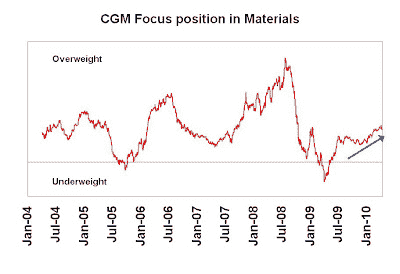 CGM Focus position in Materials
Overweight
Underweight
Jan-04
Jul-04
Jan-05
Jul-05
Jan-06
Jul-06
Jan-07
Jul-07
Jan-08
Jul-08
Jan-09
Jul-09
Jan-10